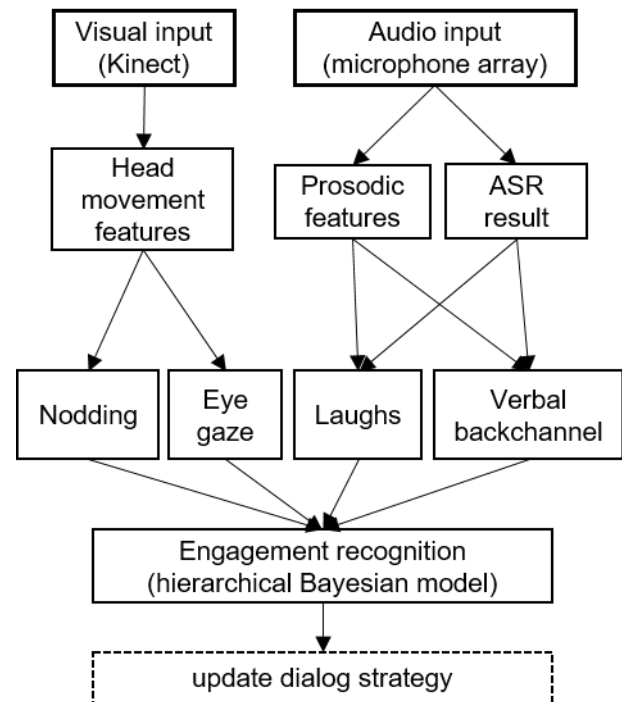 Visual input
(Kinect)
Audio input
(microphone array)
Head
movement
features
Prosodic
features
ASR
result
Nodding
Eye
gaze
Laughs
Verbal
backchannel
Engagement recognition
(hierarchical Bayesian model)
update dialog strategy